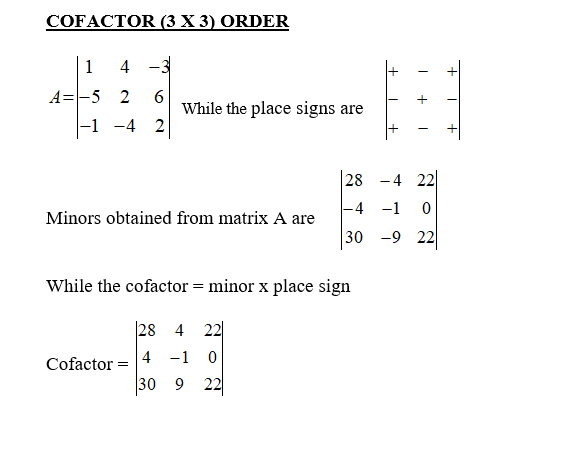 COFACTOR (3 X 3) ORDER
|1 4 −3|
A=|−5 2 6| While the place signs are
|−1 −4 2|
|+ − +|
|− + −|
|+ − +|
Minors obtained from matrix A are
|28 −4 22|
|−4 −1 0|
|30 −9 22|
While the cofactor = minor x place sign
Cofactor =
|28 4 22|
|4 −1 0|
|30 9 22|